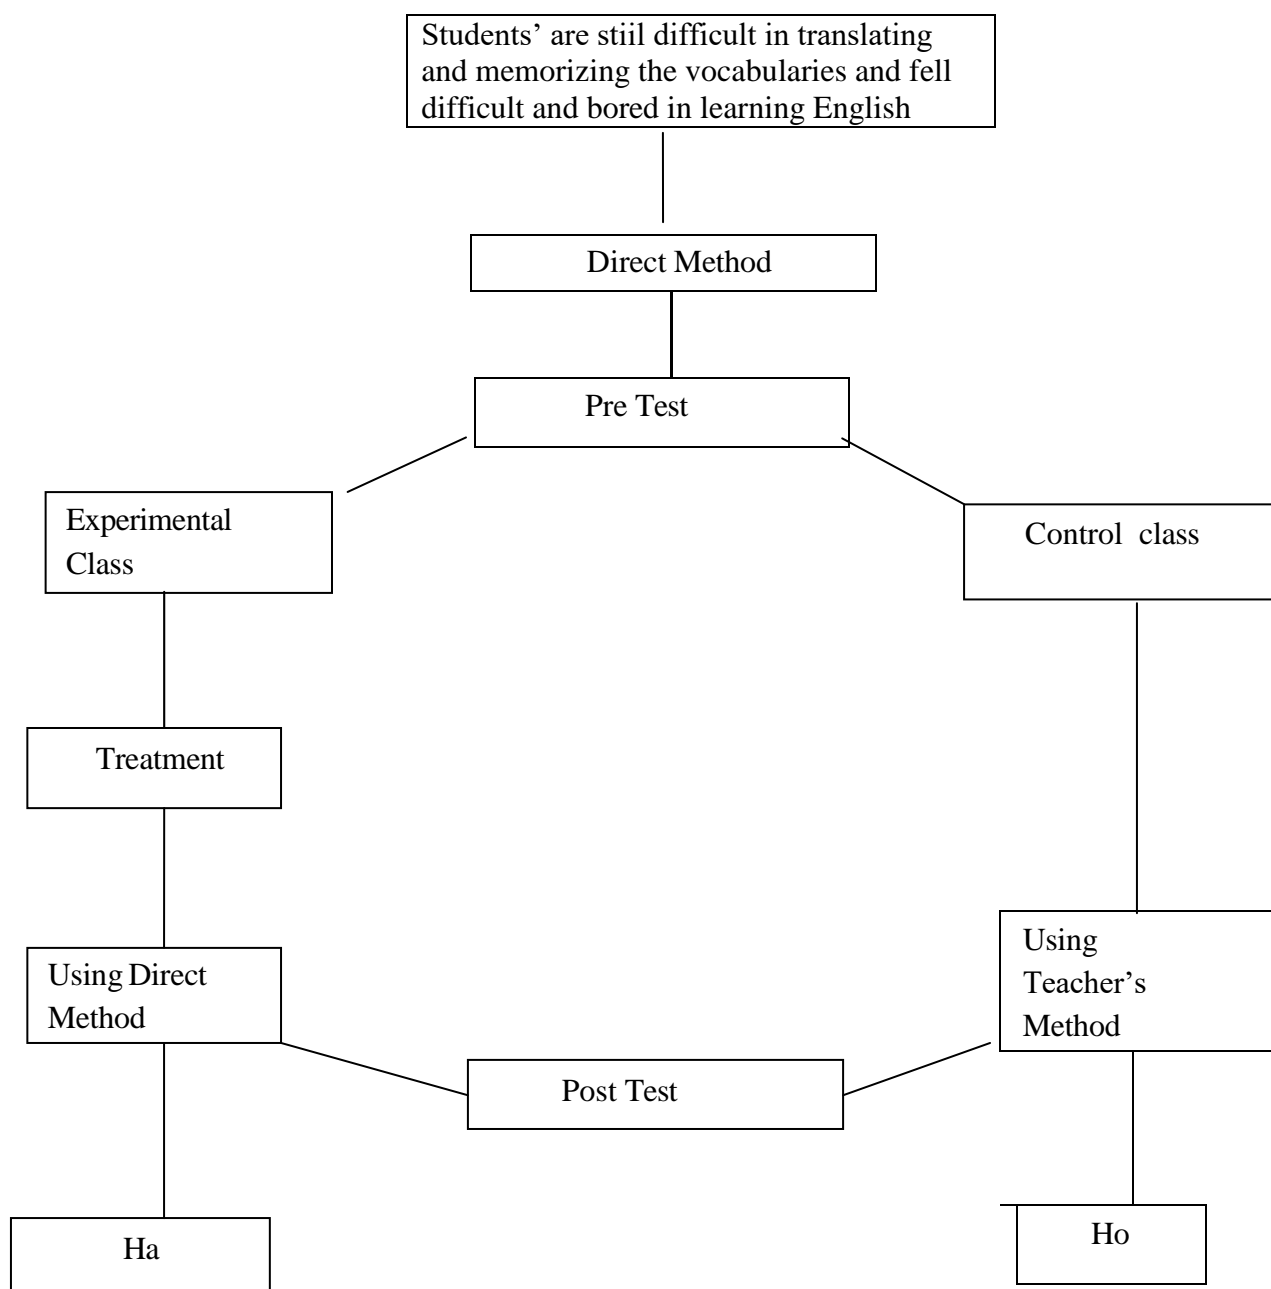 Students’ are stiil difficult in translating
and memorizing the vocabularies and fell
difficult and bored in learning English
Direct Method
Pre Test
Experimental
Class
Control class
Treatment
Using Direct
Method
Using
Teacher’s
Method
Post Test
Ha
Ho